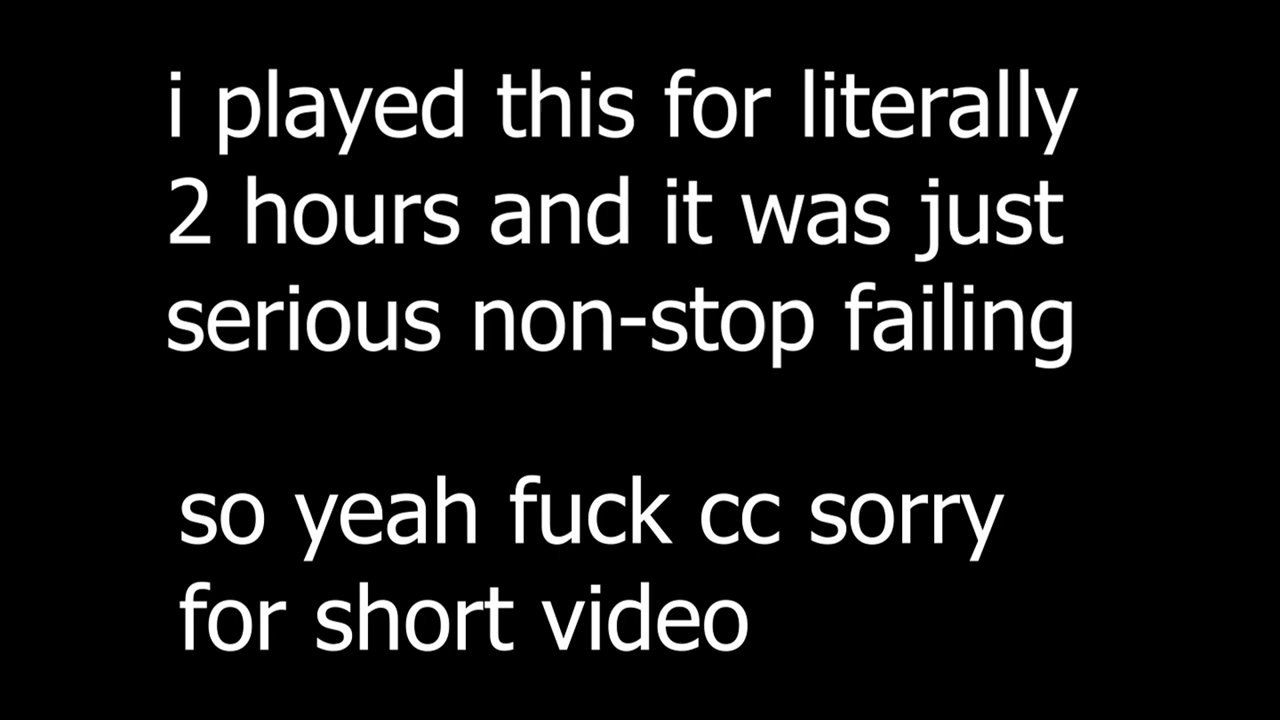 i played this for literally
2 hours and it was just
serious non-stop failing
so yeah fuck cc sorry
for short video